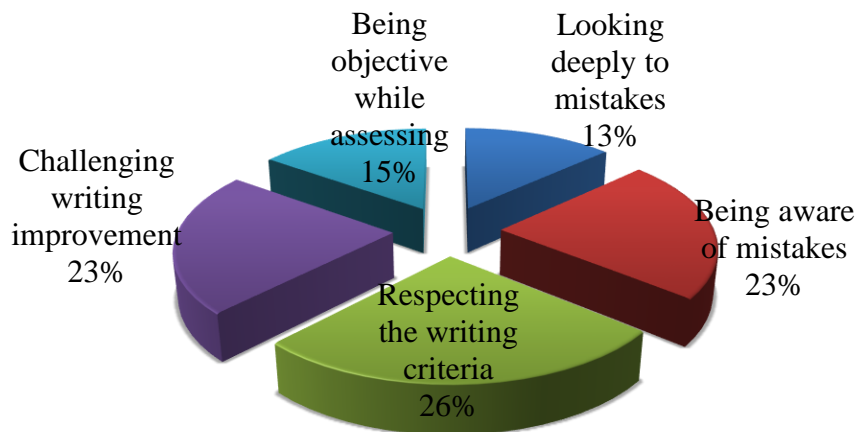 Being
objective
while
assessing
15%
Looking
deeply to
mistakes
13%
Challenging
writing
improvement
23%
Being aware
of mistakes
23%
Respecting
the writing
criteria
26%